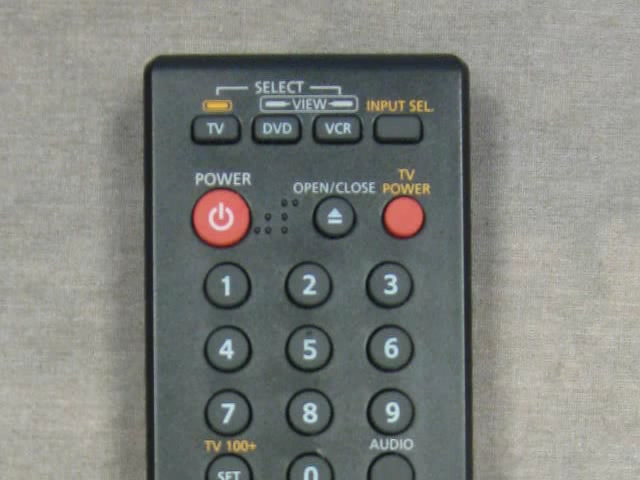 SELECT
VIEW INPUT SEL.
TV DVD VCR
POWER OPEN/CLOSE TV POWER
1 2 3
4 5 6
7 8 9
TV 100+ AUDIO
SET 0